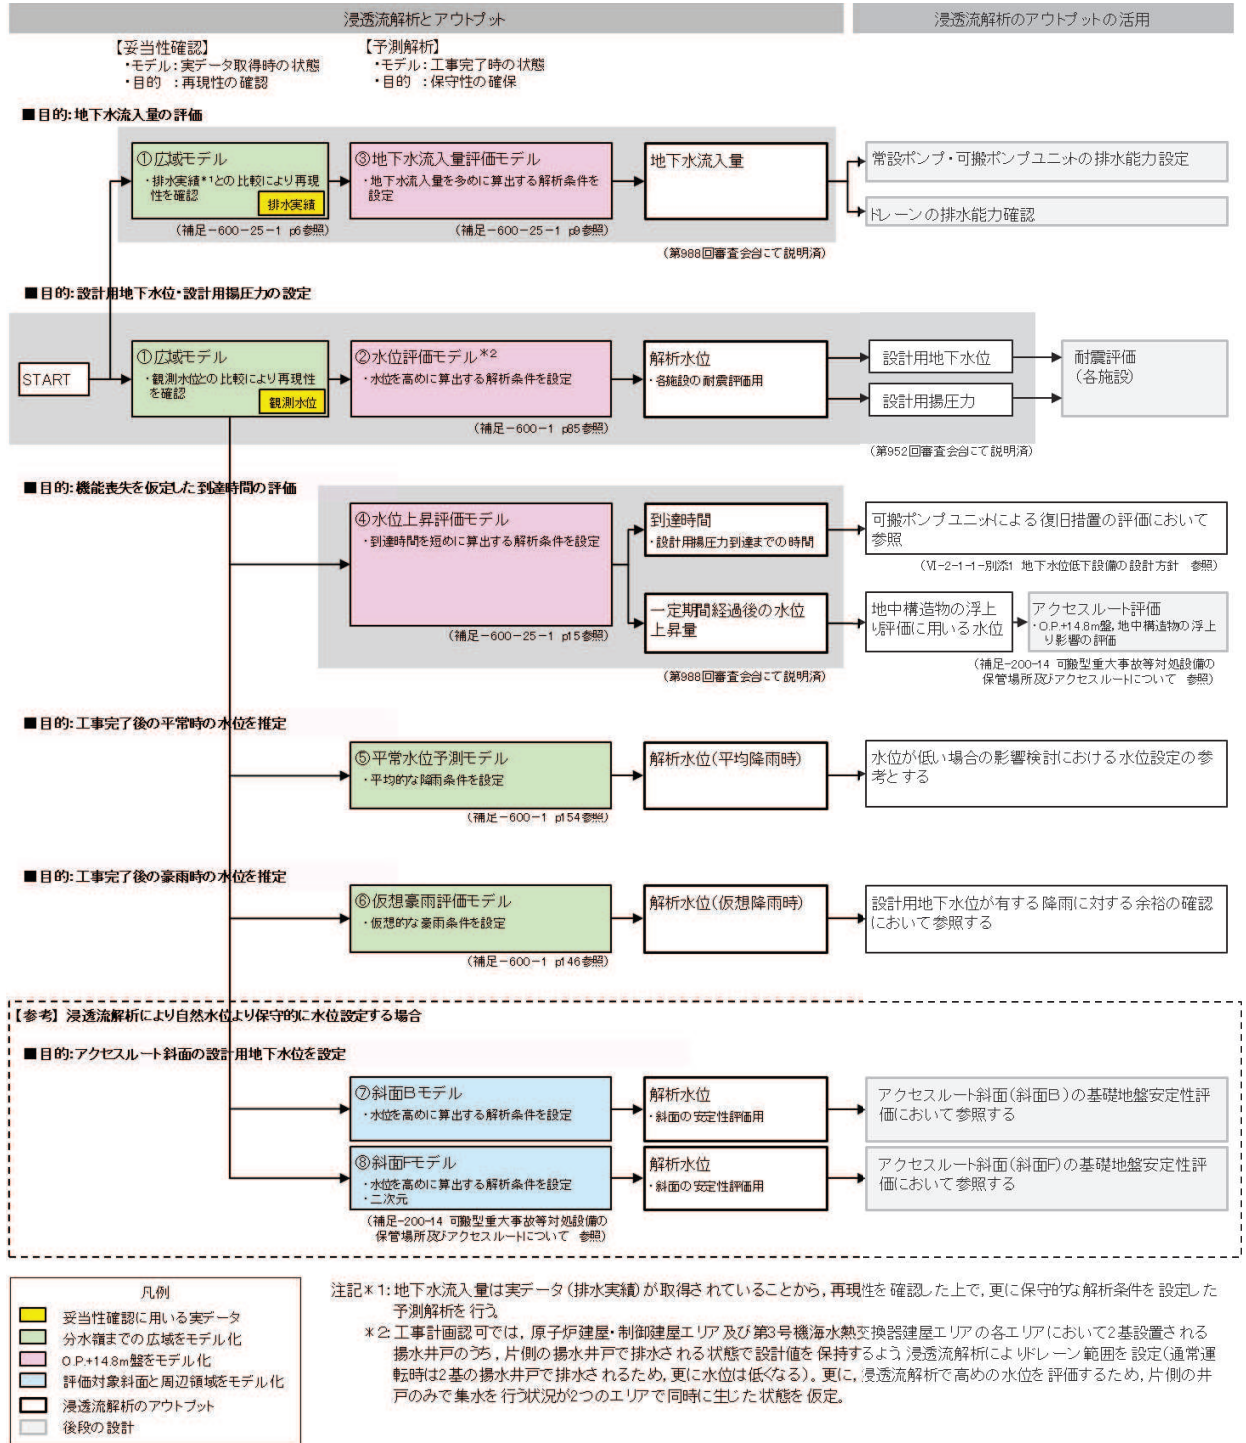 浸透流解析とアウトプット
浸透流解析のアウトプットの活用
【妥当性確認】
・モデル:実データ取得時の状態
・目的 :再現性の確認
【予測解析】
・モデル:工事完了時の状態
・目的 :保守性の確保
■目的:地下水流入量の評価
①広域モデル
・排水実績*1との比較により再現
性を確認
排水実績
(補足-600-25-1 p6参照)
③地下水流入量評価モデル
・地下水流入量を多めに算出する解析条件を
設定
(補足-600-25-1 p9参照)
地下水流入量
(第988回審査会合にて説明済)
常設ポンプ・可搬ポンプユニットの排水能力設定
ドレーンの排水能力確認
■目的:設計用地下水位・設計用揚圧力の設定
START
①広域モデル
・観測水位との比較により再現性
を確認
観測水位
②水位評価モデル*2
・水位を高めに算出する解析条件を設定
(補足-600-1 p85参照)
解析水位
・各施設の耐震評価用
設計用地下水位
設計用揚圧力
(第952回審査会合にて説明済)
耐震評価
(各施設)
■目的:機能喪失を仮定した到達時間の評価
④水位上昇評価モデル
・到達時間を短めに算出する解析条件を設定
(補足-600-25-1 p15参照)
到達時間
・設計用揚圧力到達までの時間
一定期間経過後の水位
上昇量
(第988回審査会合にて説明済)
可搬ポンプユニットによる復旧措置の評価において
参照
(VI-2-1-1-別添1 地下水位低下設備の設計方針 参照)
地中構造物の浮上
り評価に用いる水位
アクセスルート評価
・O.P.+14.8m盤,地中構造物の浮上
り影響の評価
(補足-200-14 可搬型重大事故等対処設備の
保管場所及びアクセスルートについて 参照)
■目的:工事完了後の平常時の水位を推定
⑤平常水位予測モデル
・平均的な降雨条件を設定
(補足-600-1 p154参照)
解析水位(平均降雨時)
水位が低い場合の影響検討における水位設定の参
考とする
■目的:工事完了後の豪雨時の水位を推定
⑥仮想豪雨評価モデル
・仮想的な豪雨条件を設定
(補足-600-1 p146参照)
解析水位(仮想降雨時)
設計用地下水位が有する降雨に対する余裕の確認
において参照する
【参考】浸透流解析により自然水位より保守的に水位設定する場合
■目的:アクセスルート斜面の設計用地下水位を設定
⑦斜面Bモデル
・水位を高めに算出する解析条件を設定
解析水位
・斜面の安定性評価用
アクセスルート斜面(斜面B)の基礎地盤安定性評
価において参照する
⑧斜面Fモデル
・水位を高めに算出する解析条件を設定
・二次元
(補足-200-14 可搬型重大事故等対処設備の
保管場所及びアクセスルートについて 参照)
解析水位
・斜面の安定性評価用
アクセスルート斜面(斜面F)の基礎地盤安定性評
価において参照する
凡例
妥当性確認に用いる実データ
分水嶺までの広域をモデル化
O.P.+14.8m盤をモデル化
評価対象斜面と周辺領域をモデル化
浸透流解析のアウトプット
後段の設計
注記*1:地下水流入量は実データ(排水実績)が取得されていることから,再現性を確認した上で,更に保守的な解析条件を設定した
予測解析を行う。
*2:工事計画認可では,原子炉建屋・制御建屋エリア及び第3号機海水熱交換器建屋エリアの各エリアにおいて2基設置される
揚水井戸のうち,片側の揚水井戸で排水される状態で設計値を保持するよう浸透流解析によりドレーン範囲を設定(通常運
転時は2基の揚水井戸で排水されるため,更に水位は低くなる)。更に,浸透流解析で高めの水位を評価するため,片側の井
戸のみで集水を行う状況が2つのエリアで同時に生じた状態を仮定。